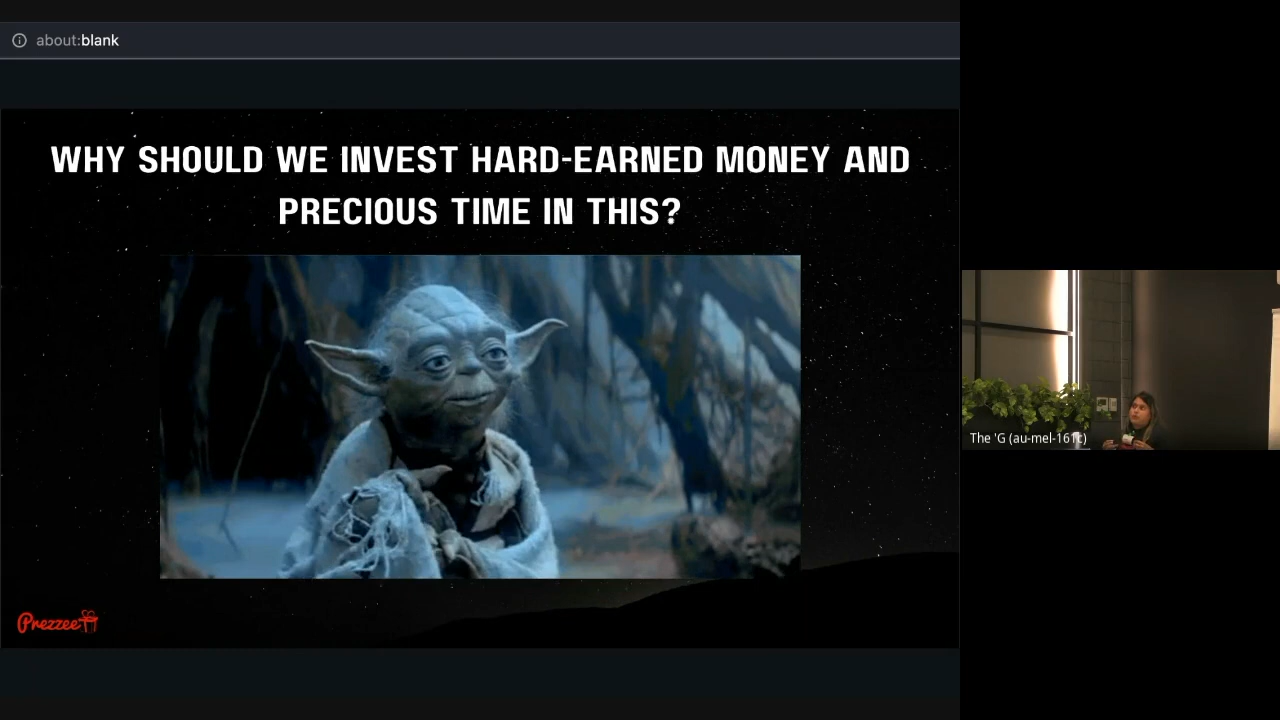 about:blank
WHY SHOULD WE INVEST HARD-EARNED MONEY AND
PRECIOUS TIME IN THIS?
Prezzee
The 'G (au-mel-161c)